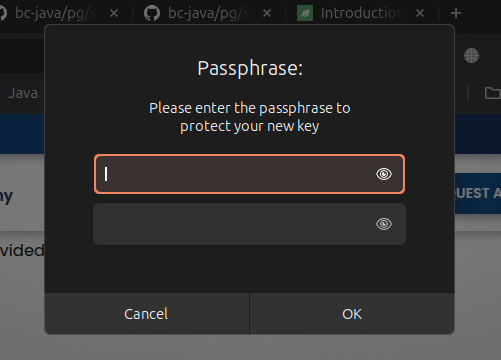 bc-java/pg/s
bc-java/pg/s
Introduction
Java
Passphrase:
Please enter the passphrase to
protect your new key
ny
QUEST A
vided
Cancel
OK